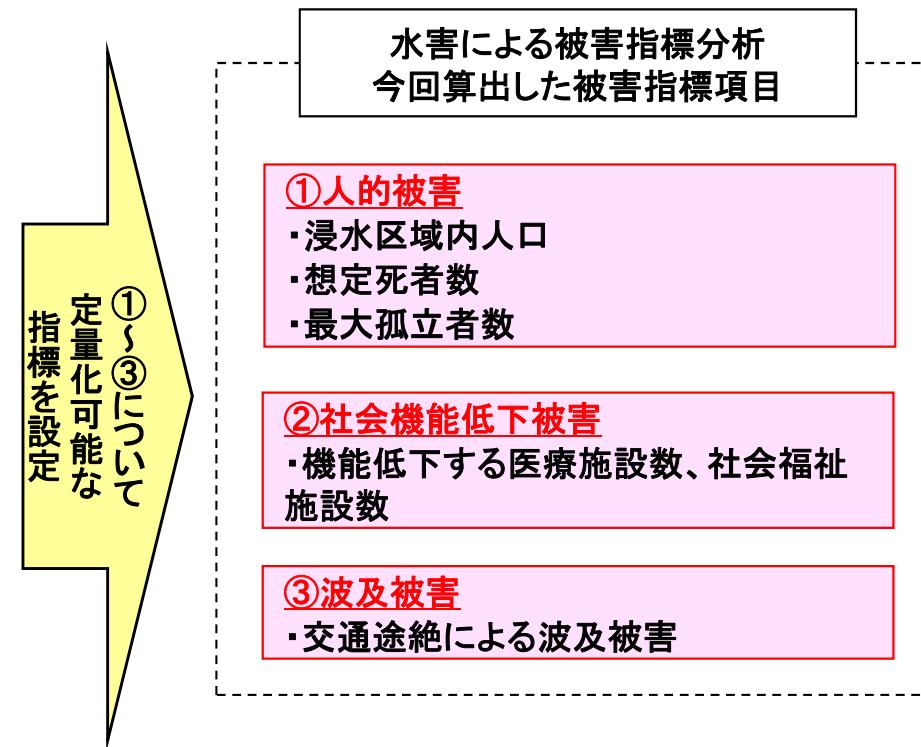 水害による被害指標分析
今回算出した被害指標項目
①～③について
定量化可能な
指標を設定
①人的被害
・浸水区域内人口
・想定死者数
・最大孤立者数
②社会機能低下被害
・機能低下する医療施設数、社会福祉
施設数
③波及被害
・交通途絶による波及被害